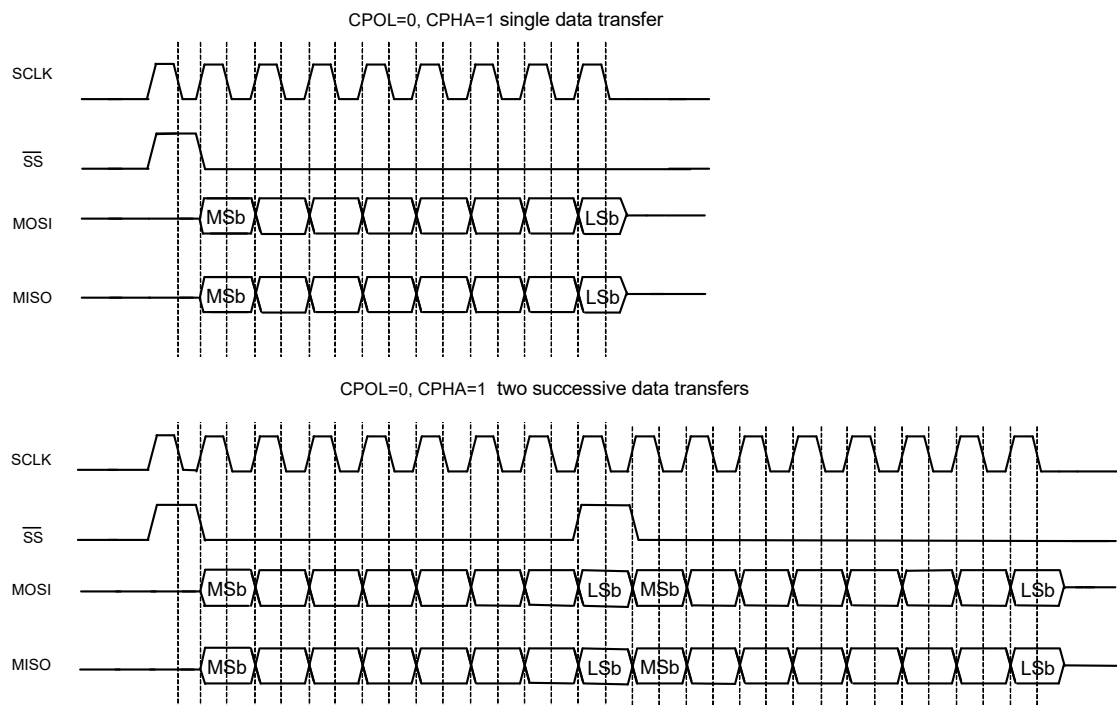 CPOL=0, CPHA=1 single data transfer
SCLK
SS
MOSI MSb LSb
MISO MSb LSb
CPOL=0, CPHA=1 two successive data transfers
SCLK
SS
MOSI MSb LSb MSb LSb
MISO MSb LSb MSb LSb